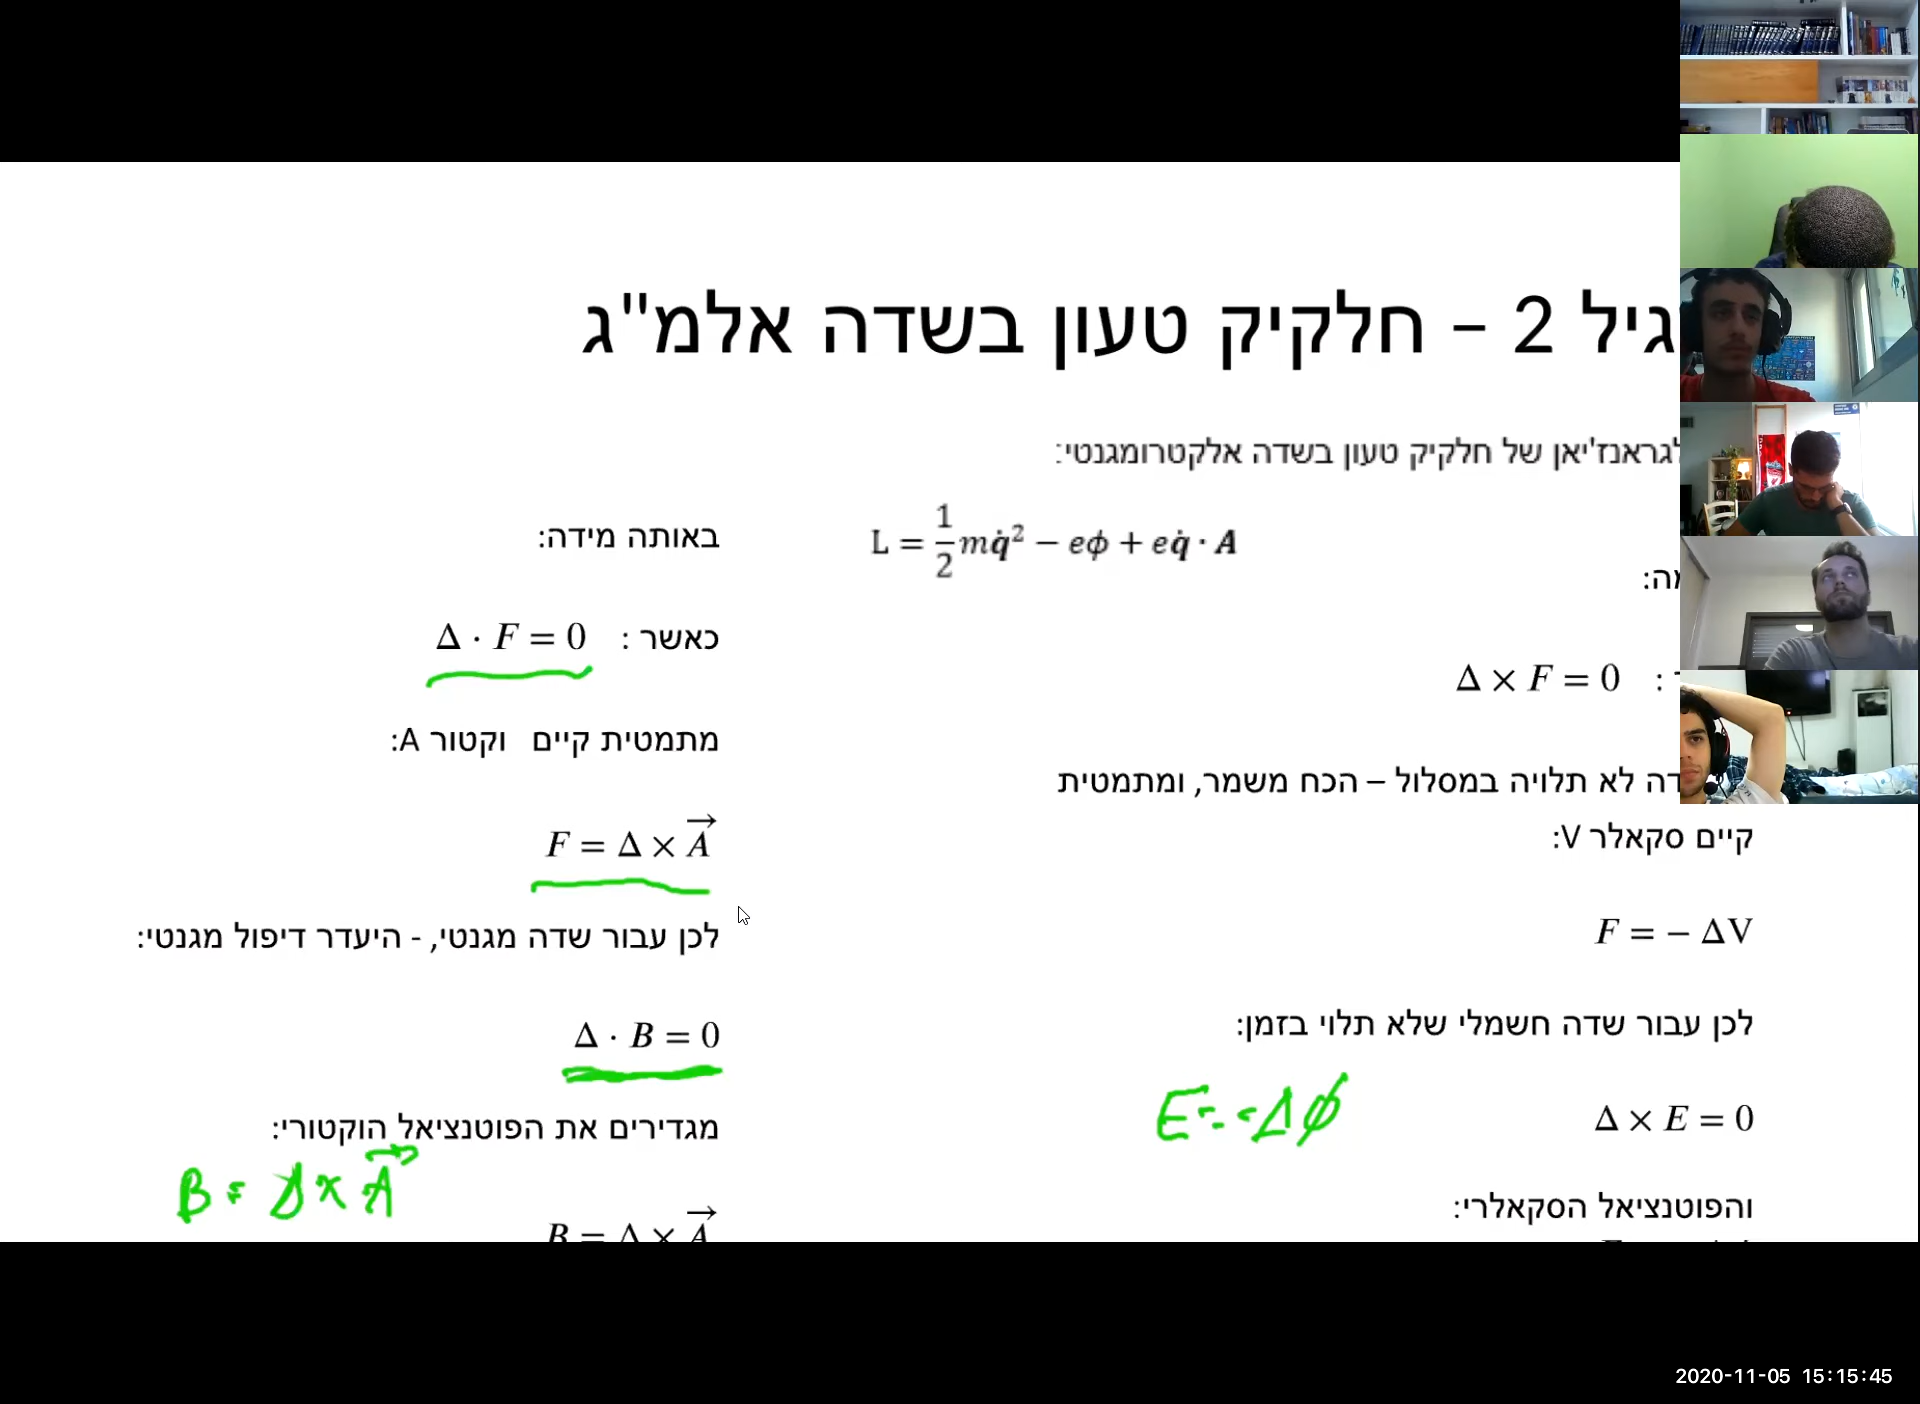 גיל 2 – חלקיק טעון בשדה אלמ"ג
לגראנז'יאן של חלקיק טעון בשדה אלקטרומגנטי:
L = \frac{1}{2}mq̇² − eϕ + eq̇ · A
Δ × F = 0 :
דה לא תלויה במסלול – הכח משמר, ומתמטית
קיים סקאלר V:
F = − ΔV
לכן עבור שדה חשמלי שלא תלוי בזמן:
Δ × E = 0
E = -Δϕ
והפוטנציאל הסקאלרי:
באותה מידה:
כאשר : Δ · F = 0
מתמטית קיים וקטור A:
F = Δ × A⃗
לכן עבור שדה מגנטי, - היעדר דיפול מגנטי:
Δ · B = 0
מגדירים את הפוטנציאל הוקטורי:
B = Δ × A⃗
B = Δ × A⃗
2020-11-05 15:15:45